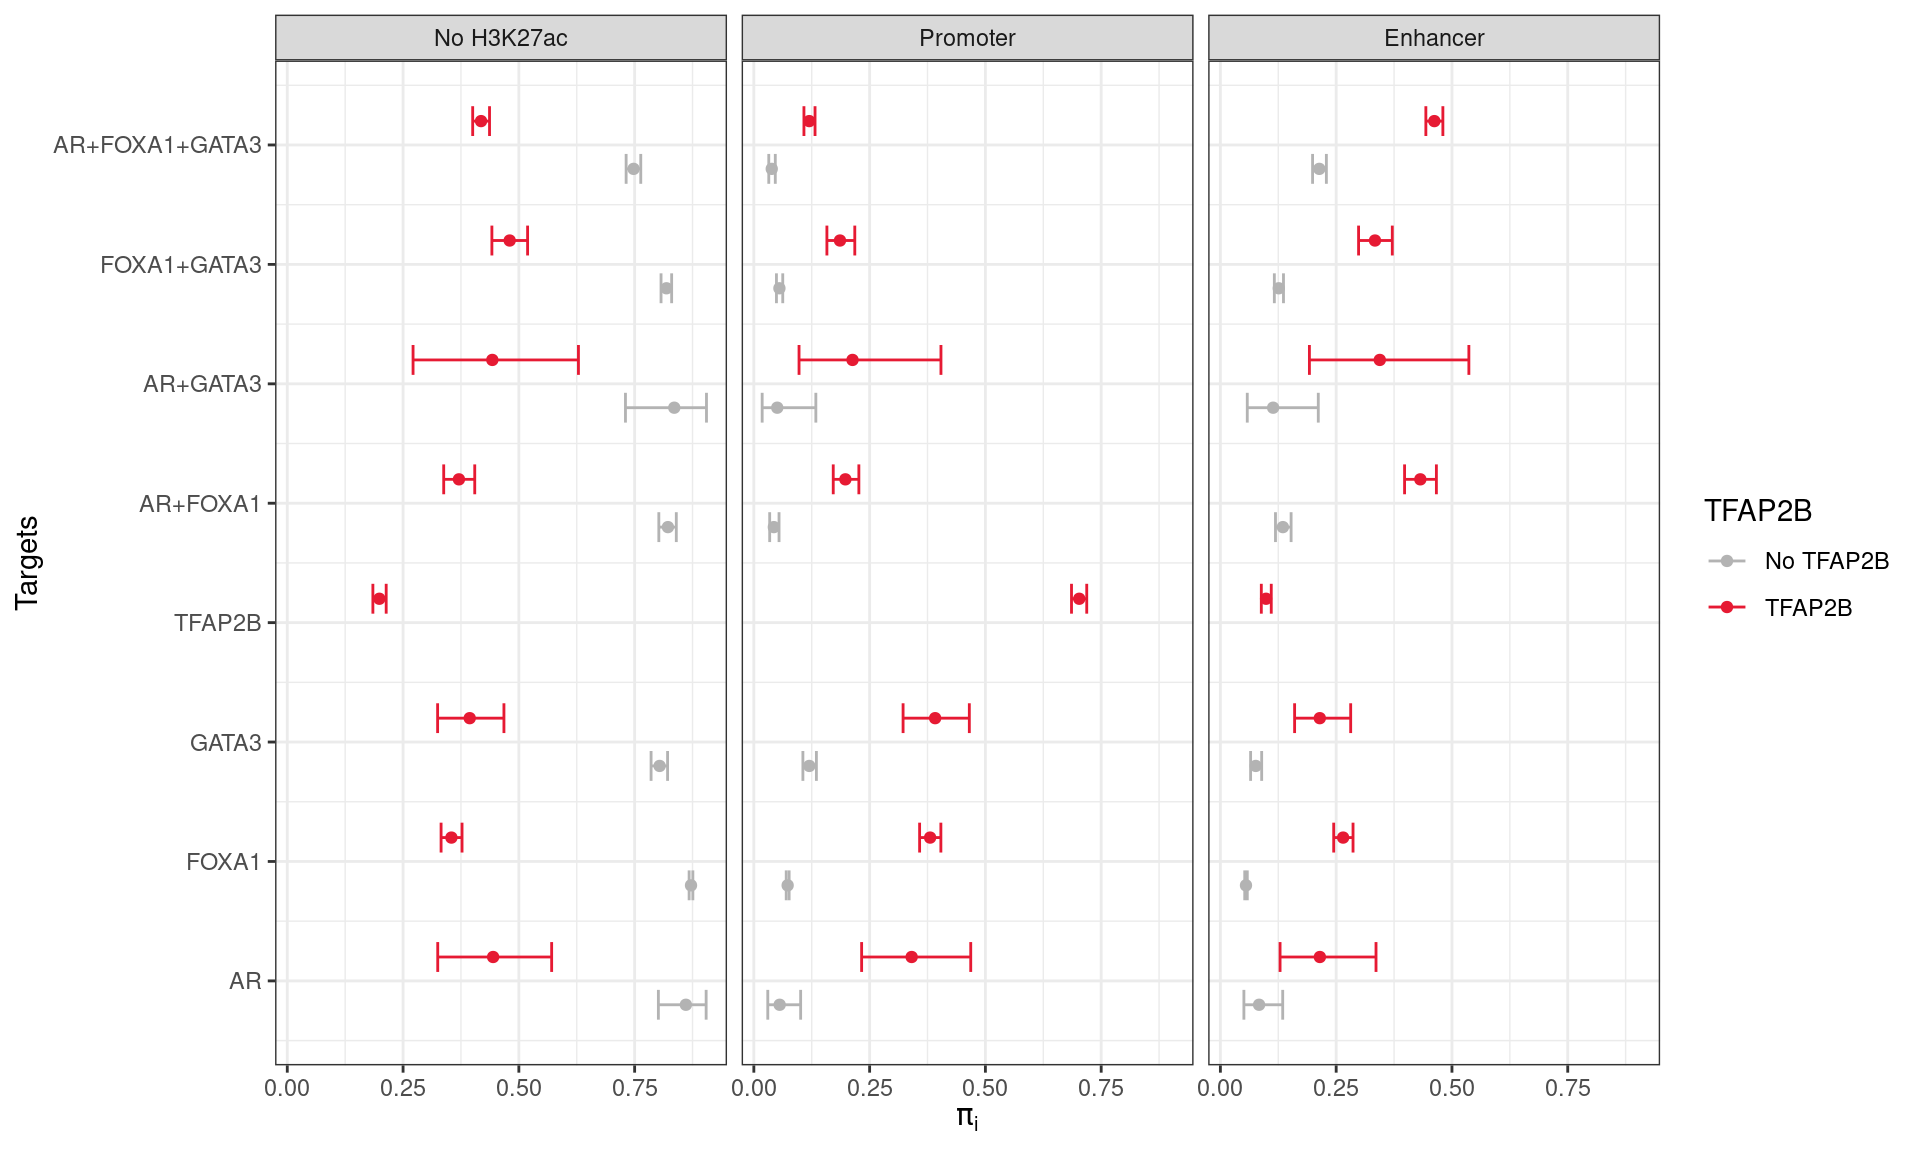 No H3K27ac
Promoter
Enhancer
AR+FOXA1+GATA3
FOXA1+GATA3
AR+GATA3
AR+FOXA1
TFAP2B
GATA3
FOXA1
AR
Targets
0.00 0.25 0.50 0.75
0.00 0.25 0.50 0.75
0.00 0.25 0.50 0.75
πi
TFAP2B
No TFAP2B
TFAP2B